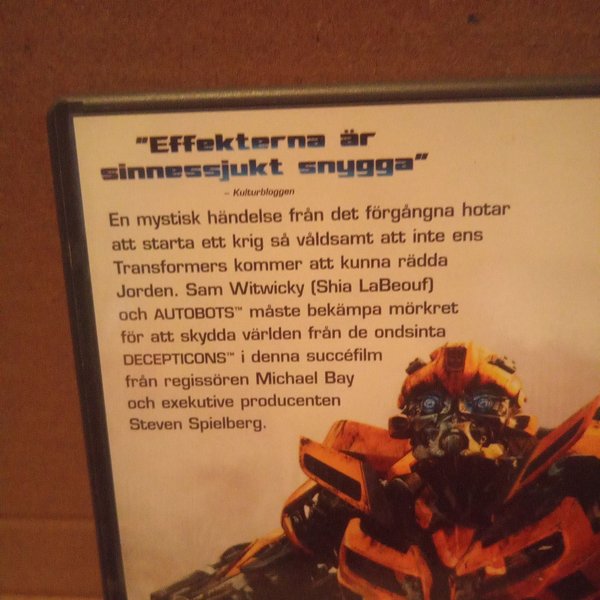 "Effekterna är
sinnessjukt snygga"
– Kulturbloggen
En mystisk händelse från det förgångna hotar
att starta ett krig så våldsamt att inte ens
Transformers kommer att kunna rädda
Jorden. Sam Witwicky (Shia LaBeouf)
och AUTOBOTS™ måste bekämpa mörkret
för att skydda världen från de ondsinta
DECEPTICONS™ i denna succéfilm
från regissören Michael Bay
och exekutive producenten
Steven Spielberg.